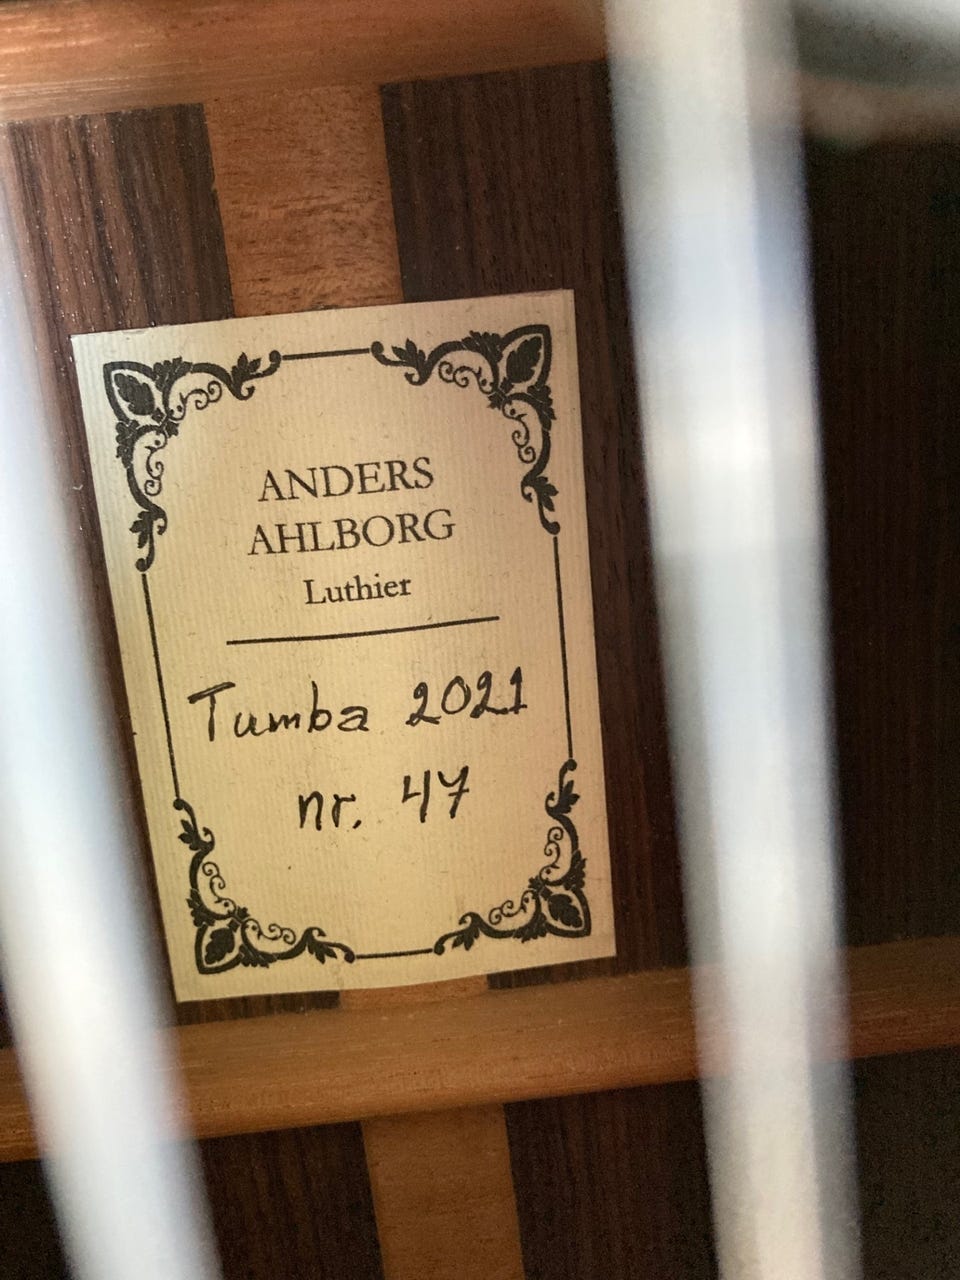 ANDERS
AHLBORG
Luthier
Tumba 2021
nr. 47